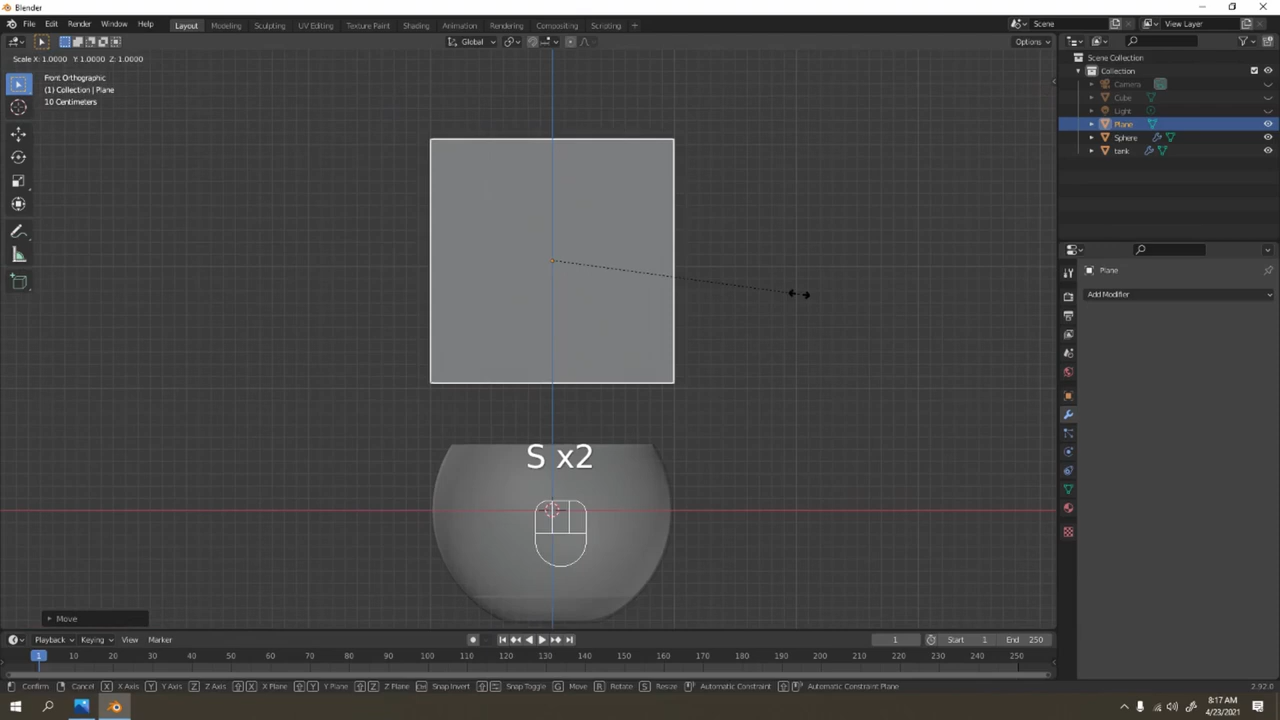 Blender
File Edit Render Window Help Layout Modeling Sculpting UV Editing Texture Paint Shading Animation Rendering Compositing Scripting + Scene View Layer
Global Options
Scale X: 1.0000 Y: 1.0000 Z: 1.0000
Front Orthographic
(1) Collection | Plane
10 Centimeters
Scene Collection
Collection
Camera
Cube
Light
Plane
Sphere
tank
Plane
Add Modifier
S x2
Move
Playback Keying View Marker 1 Start 1 End 250
1 10 20 30 40 50 60 70 80 90 100 110 120 130 140 150 160 170 180 190 200 210 220 230 240 250
Confirm Cancel X X Axis Y Y Axis Z Z Axis X X Plane Y Y Plane Z Z Plane Snap Invert Snap Toggle G Move R Rotate S Resize Automatic Constraint Automatic Constraint Plane 2.92.0
8:17 AM
4/23/2021